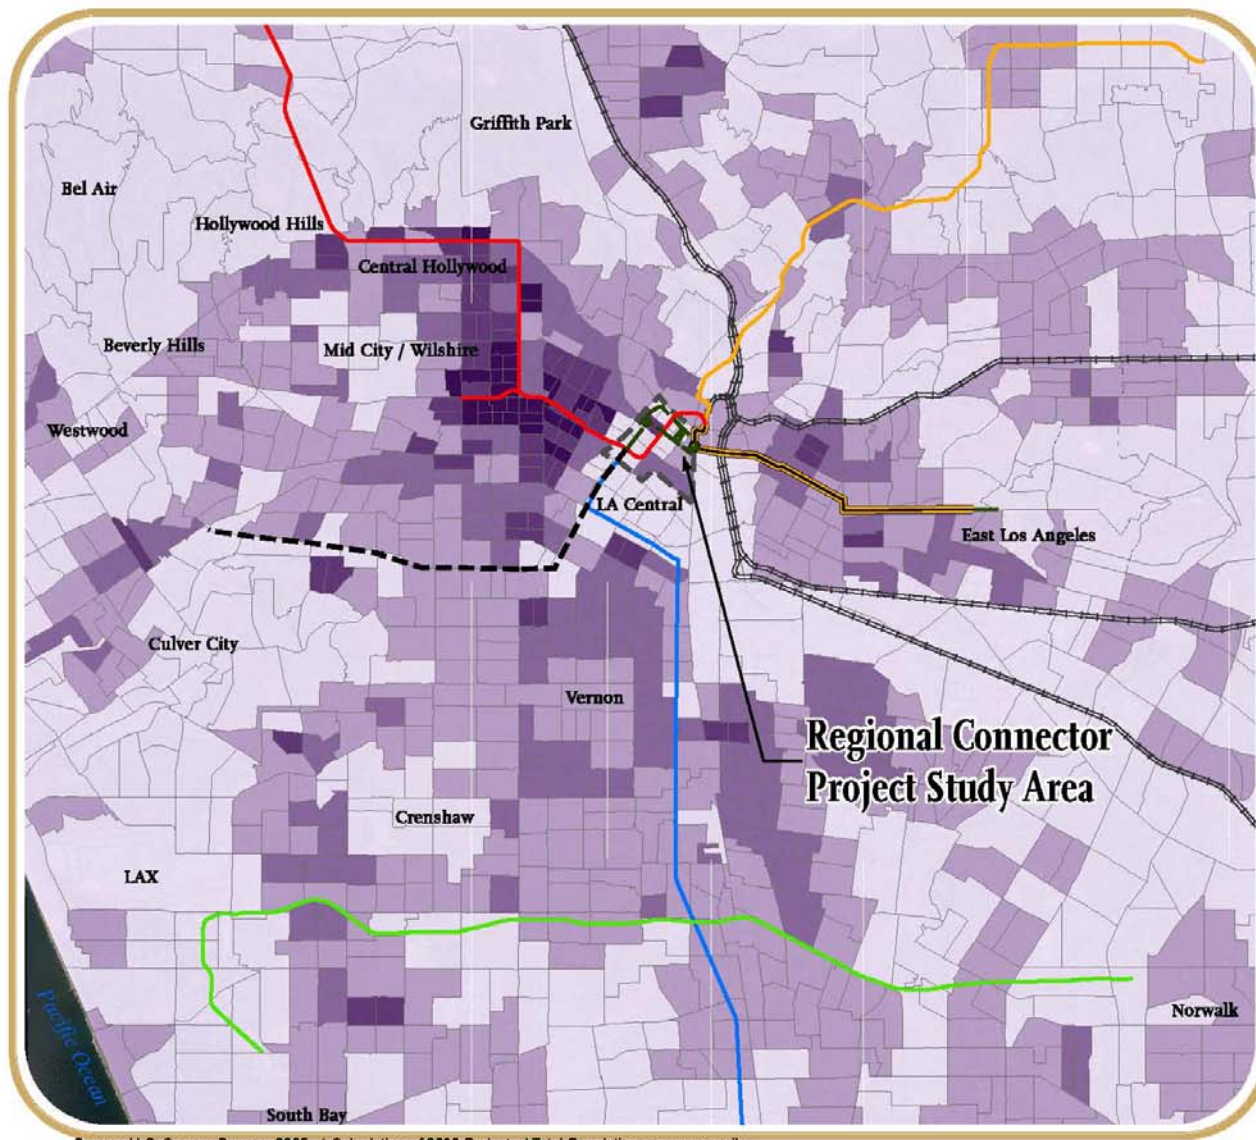 Griffith Park
Bel Air
Hollywood Hills
Central Hollywood
Beverly Hills
Mid City / Wilshire
Westwood
LA Central
East Los Angeles
Culver City
Vernon
Regional Connector
Project Study Area
Crenshaw
LAX
Pacific Ocean
Norwalk
South Bay